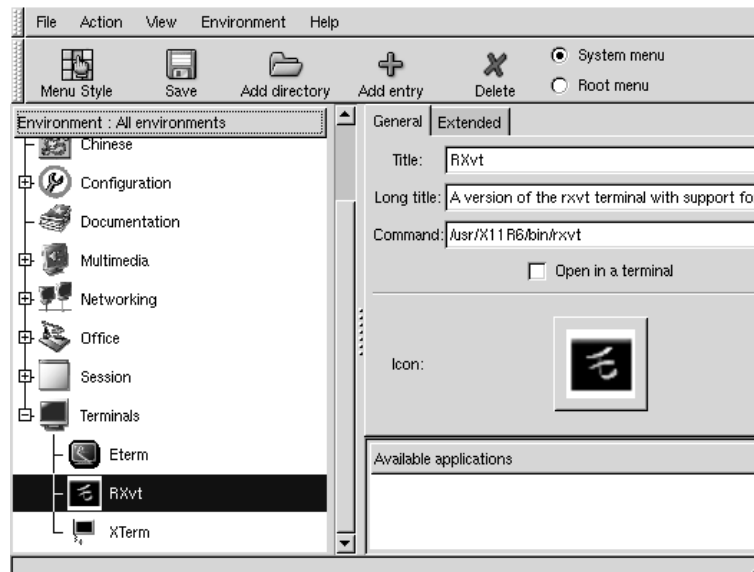 File Action View Environment Help
Menu Style Save Add directory Add entry Delete
System menu
Root menu
Environment : All environments
Chinese
Configuration
Documentation
Multimedia
Networking
Office
Session
Terminals
Eterm
RXvt
XTerm
General Extended
Title: RXvt
Long title: A version of the rxvt terminal with support fo
Command: /usr/X11R6/bin/rxvt
Open in a terminal
Icon:
毛
Available applications